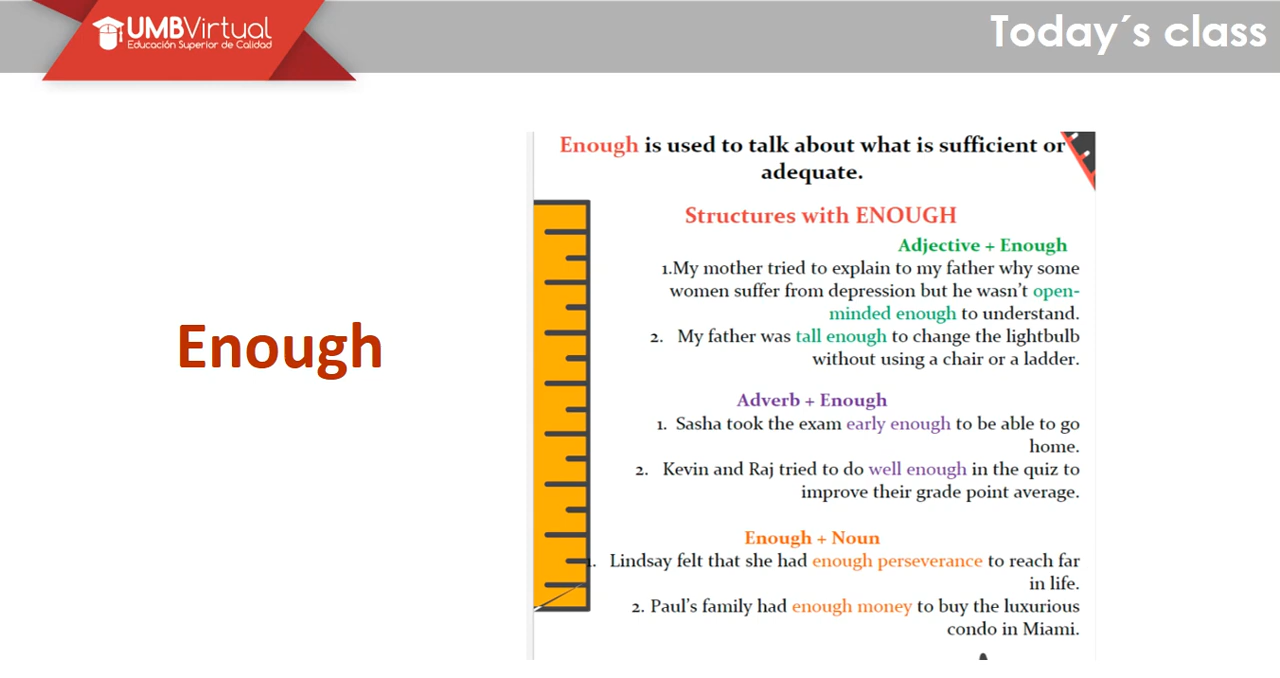 UMBVirtual
Educación Superior de Calidad
Today´s class
Enough
Enough is used to talk about what is sufficient or
adequate.
Structures with ENOUGH
Adjective + Enough
1.My mother tried to explain to my father why some
women suffer from depression but he wasn't open-
minded enough to understand.
2. My father was tall enough to change the lightbulb
without using a chair or a ladder.
Adverb + Enough
1. Sasha took the exam early enough to be able to go
home.
2. Kevin and Raj tried to do well enough in the quiz to
improve their grade point average.
Enough + Noun
1. Lindsay felt that she had enough perseverance to reach far
in life.
2. Paul's family had enough money to buy the luxurious
condo in Miami.